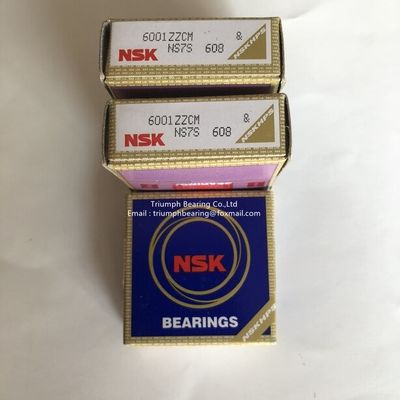 6001ZZCM &
NSK NS7S 608
NSKHPS
6001ZZCM &
NSK NS7S 608
NSKHPS
Triumph Bearing Co.,Ltd
Email : triumphbearing@foxmail.com
NSK
BEARINGS
NSKHPS